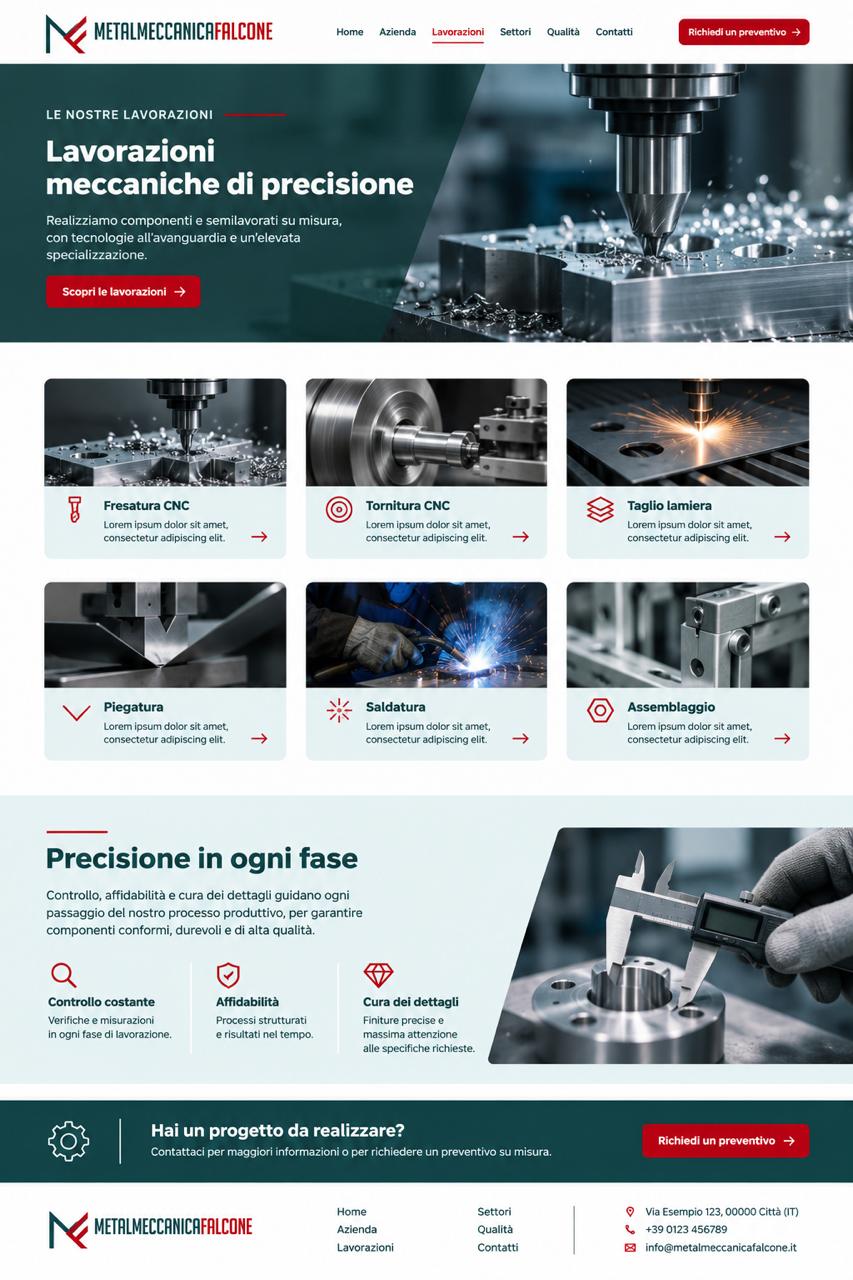 METALMECCANICAFALCONE
Home
Azienda
Lavorazioni
Settori
Qualità
Contatti
Richiedi un preventivo
LE NOSTRE LAVORAZIONI
Lavorazioni
meccaniche di precisione
Realizziamo componenti e semilavorati su misura,
con tecnologie all'avanguardia e un'elevata
specializzazione.
Scopri le lavorazioni
Fresatura CNC
Lorem ipsum dolor sit amet,
consectetur adipiscing elit.
Tornitura CNC
Lorem ipsum dolor sit amet,
consectetur adipiscing elit.
Taglio lamiera
Lorem ipsum dolor sit amet,
consectetur adipiscing elit.
Piegatura
Lorem ipsum dolor sit amet,
consectetur adipiscing elit.
Saldatura
Lorem ipsum dolor sit amet,
consectetur adipiscing elit.
Assemblaggio
Lorem ipsum dolor sit amet,
consectetur adipiscing elit.
Precisione in ogni fase
Controllo, affidabilità e cura dei dettagli guidano ogni
passaggio del nostro processo produttivo, per garantire
componenti conformi, durevoli e di alta qualità.
Controllo costante
Verifiche e misurazioni
in ogni fase di lavorazione.
Affidabilità
Processi strutturati
e risultati nel tempo.
Cura dei dettagli
Finiture precise e
massima attenzione
alle specifiche richieste.
Hai un progetto da realizzare?
Contattaci per maggiori informazioni o per richiedere un preventivo su misura.
Richiedi un preventivo
METALMECCANICAFALCONE
Home
Azienda
Lavorazioni
Settori
Qualità
Contatti
Via Esempio 123, 00000 Città (IT)
+39 0123 456789
info@metalmeccanicafalcone.it